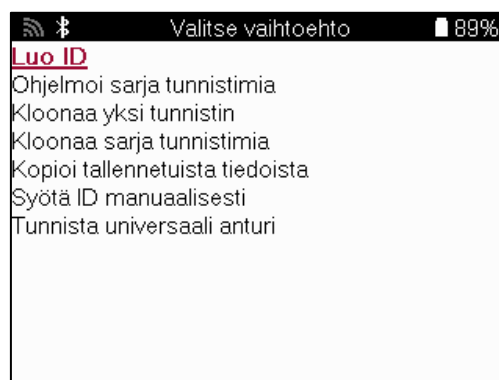 Valitse vaihtoehto 89%
Luo ID
Ohjelmoi sarja tunnistimia
Kloonaa yksi tunnistin
Kloonaa sarja tunnistimia
Kopioi tallennetuista tiedoista
Syötä ID manuaalisesti
Tunnista universaali anturi